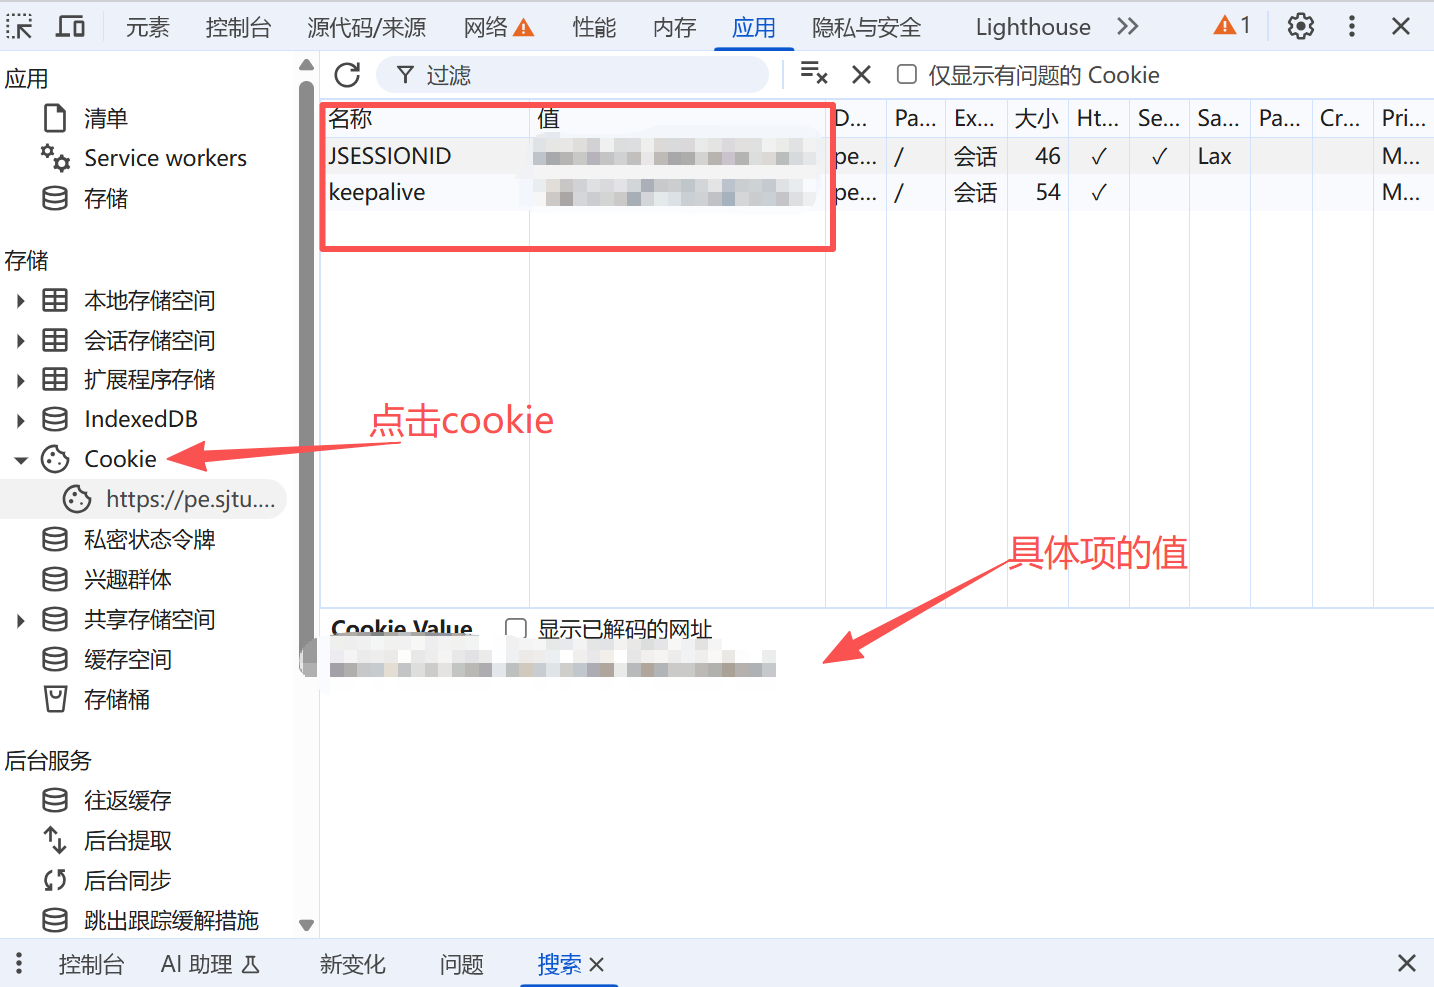 元素 控制台 源代码/来源 网络 性能 内存 应用 隐私与安全 Lighthouse 1
应用
清单
Service workers
存储
存储
本地存储空间
会话存储空间
扩展程序存储
IndexedDB
Cookie
https://pe.sjtu....
私密状态令牌
兴趣群体
共享存储空间
缓存空间
存储桶
后台服务
往返缓存
后台提取
后台同步
跳出跟踪缓解措施
过滤 仅显示有问题的 Cookie
名称 值 D... Pa... Ex... 大小 Ht... Se... Sa... Pa... Cr... Pri...
JSESSIONID pe... / 会话 46 ✓ ✓ Lax M...
keepalive pe... / 会话 54 ✓ M...
点击cookie
具体项的值
Cookie Value 显示已解码的网址
控制台 AI 助理 新变化 问题 搜索